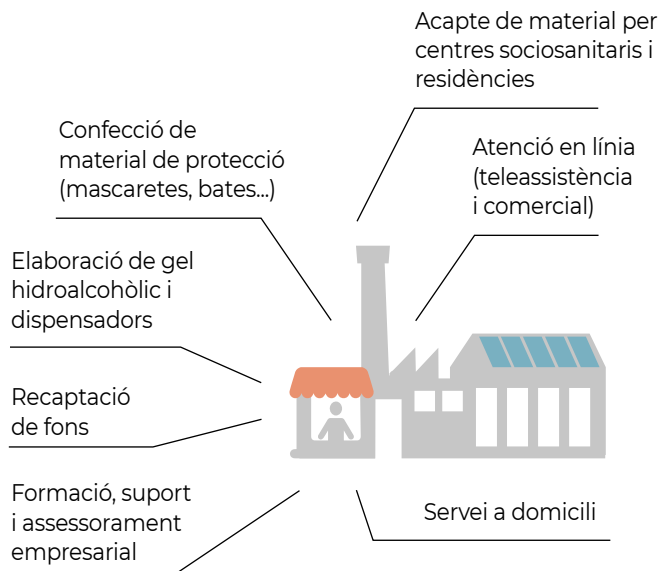 Acapte de material per
centres sociosanitaris i
residències
Confecció de
material de protecció
(mascaretes, bates...)
Atenció en línia
(teleassistència
i comercial)
Elaboració de gel
hidroalcohòlic i
dispensadors
Recaptació
de fons
Formació, suport
i assessorament
empresarial
Servei a domicili